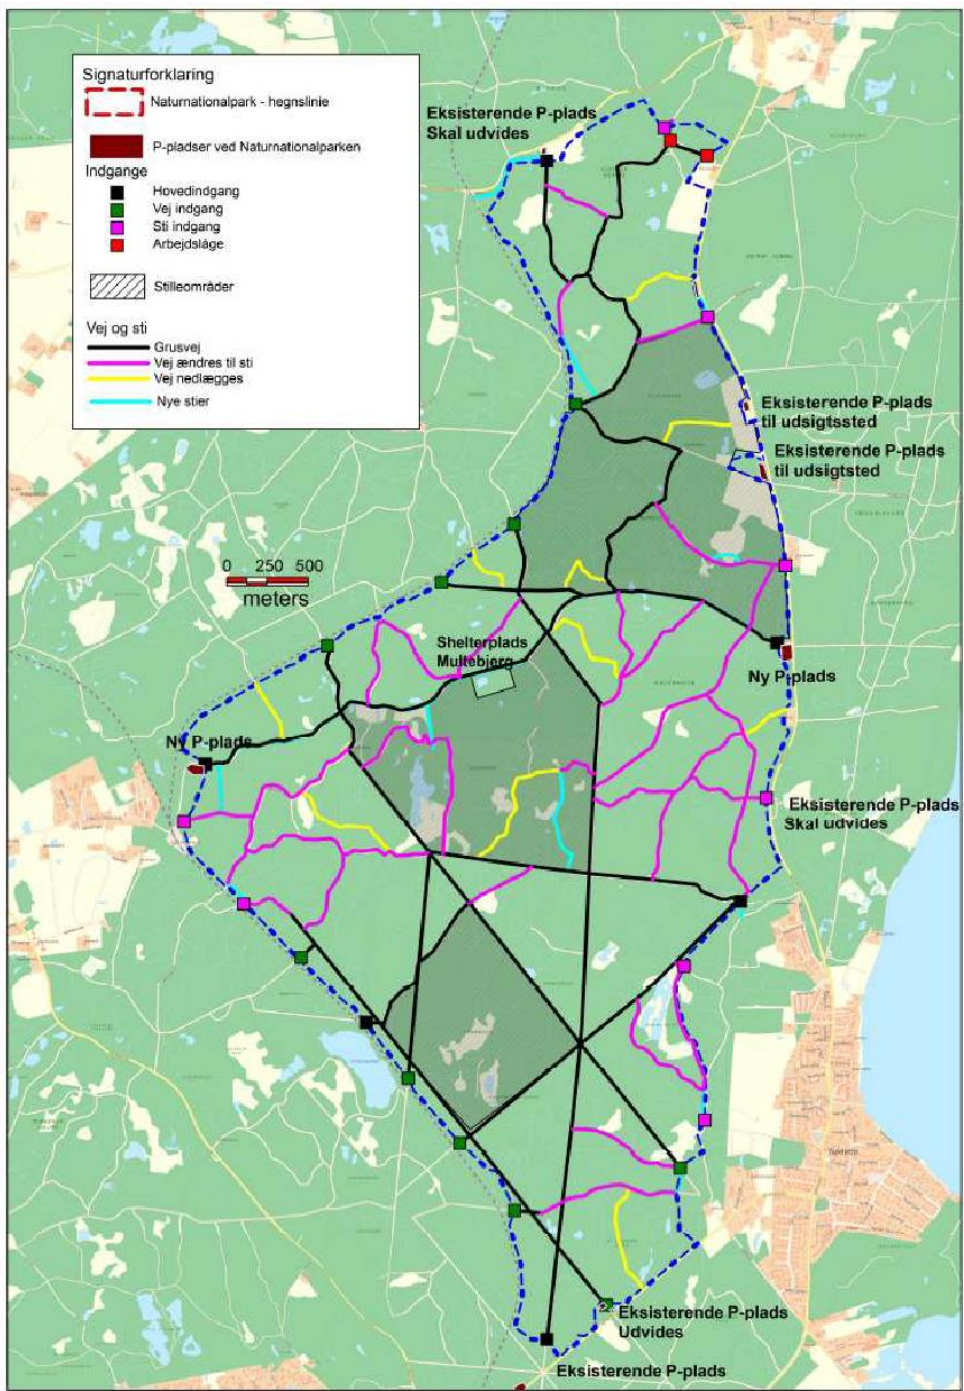 Signaturforklaring
Naturnationalpark - hegnslinie
P-pladser ved Naturnationalparken
Indgange
Hovedindgang
Vej indgang
Sti indgang
Arbejdslåge
Stilleområder
Vej og sti
Grusvej
Vej ændres til sti
Vej nedlægges
Nye stier
Eksisterende P-plads
Skal udvides
Eksisterende P-plads
til udsigtssted
Eksisterende P-plads
til udsigtsted
0 250 500
meters
Shelterplads
Multebjerg
Ny P-plads
Ny P-plads
Eksisterende P-plads
Skal udvides
Eksisterende P-plads
Udvides
Eksisterende P-plads